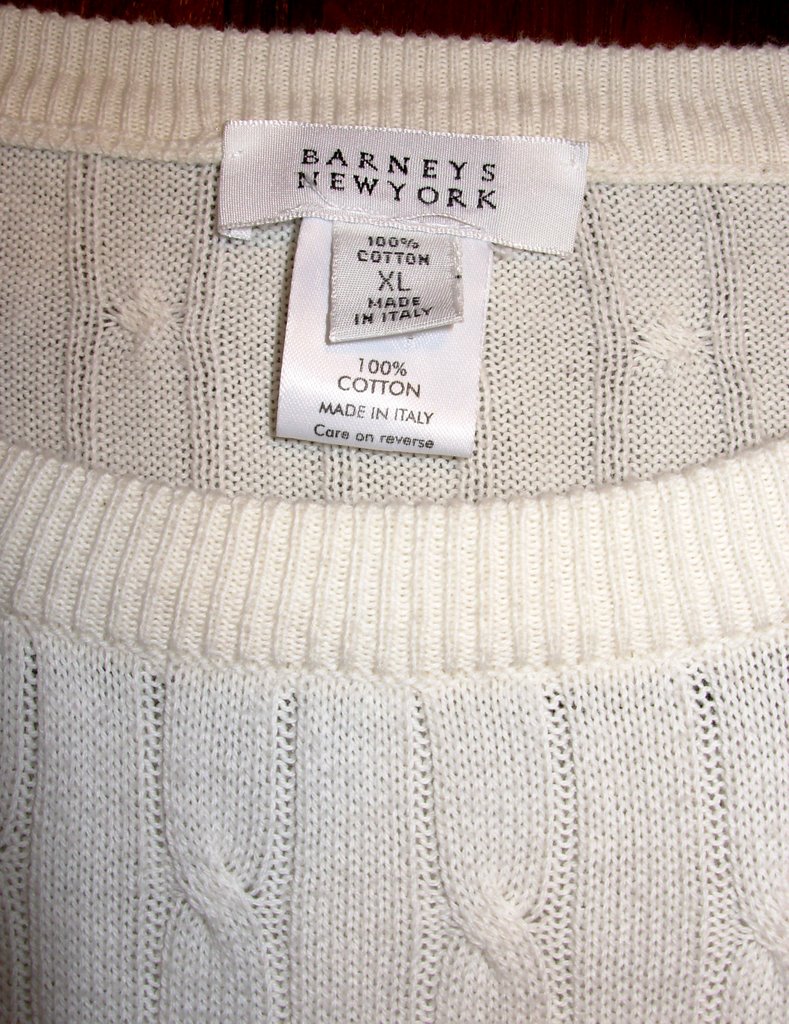 BARNEYS
NEWYORK
100%
COTTON
XL
MADE
IN ITALY
100%
COTTON
MADE IN ITALY
Care on reverse